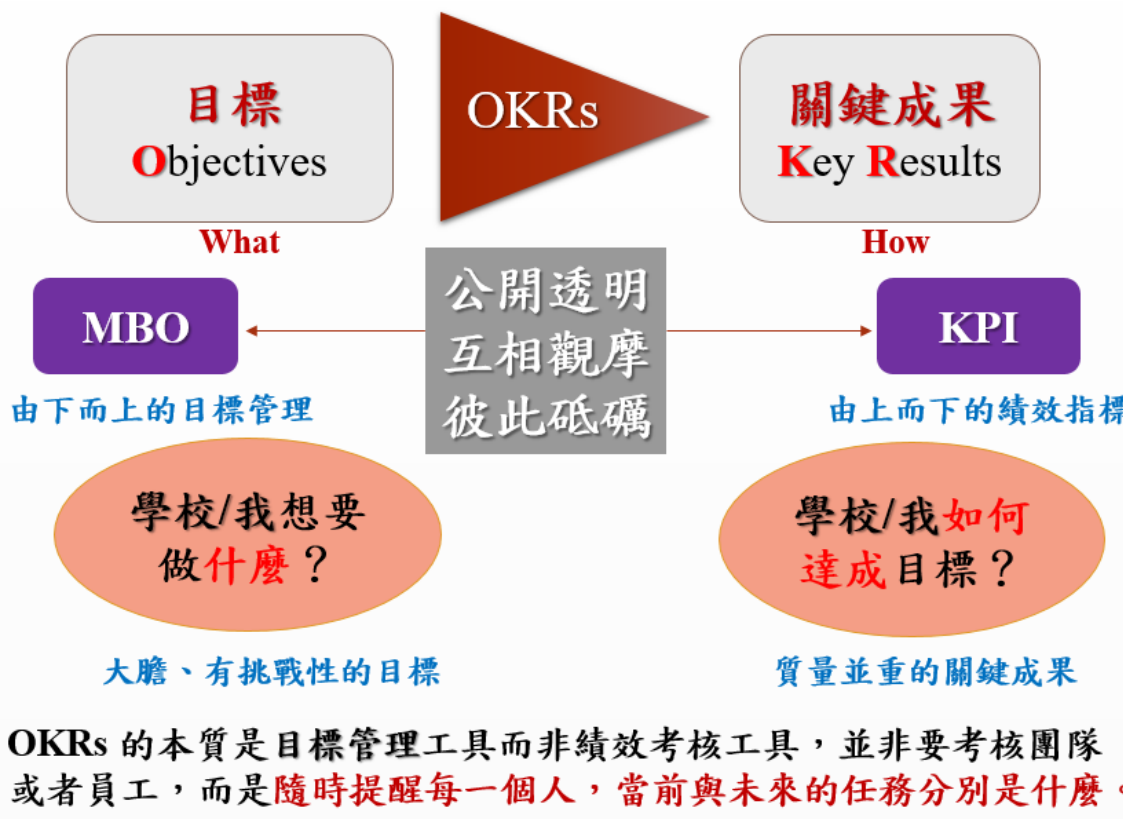 目標
Objectives
What
OKRs
關鍵成果
Key Results
How
公開透明
互相觀摩
彼此砥礪
MBO
由下而上的目標管理
KPI
由上而下的績效指標
學校/我想要
做什麼？
大膽、有挑戰性的目標
學校/我如何
達成目標？
質量並重的關鍵成果
OKRs 的本質是目標管理工具而非績效考核工具，並非要考核團隊
或者員工，而是隨時提醒每一個人，當前與未來的任務分別是什麼。